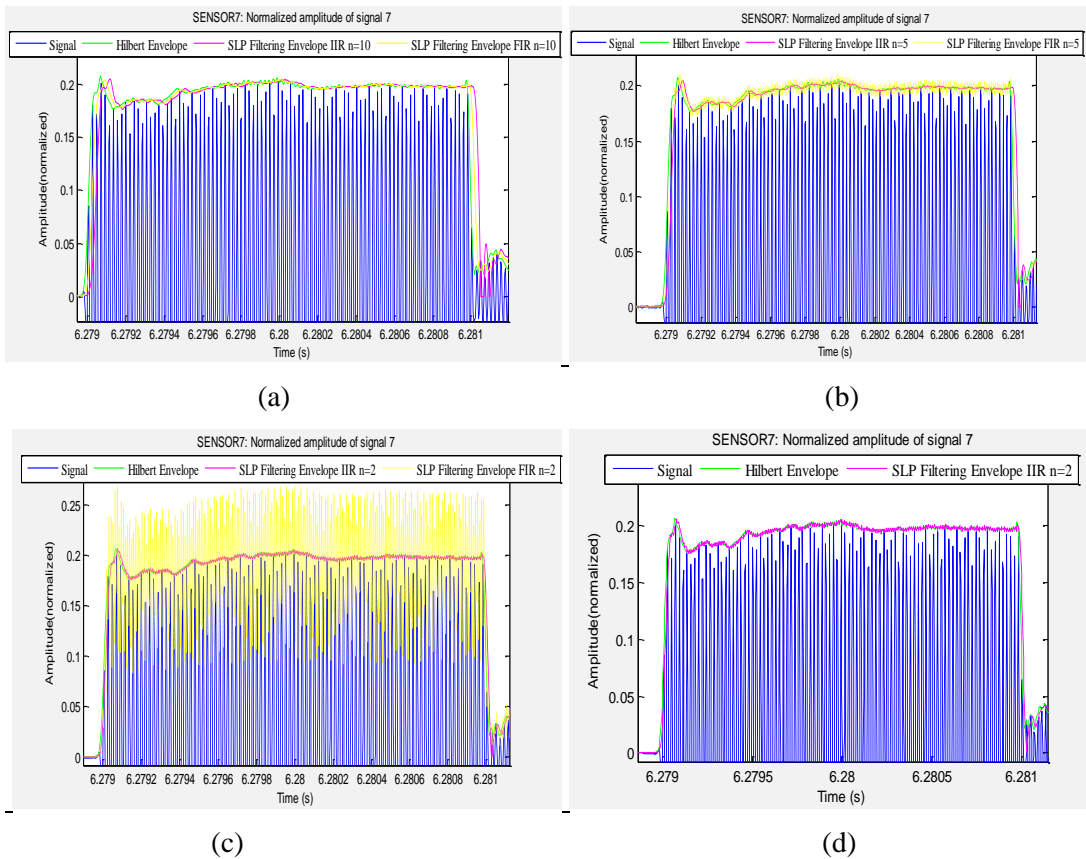 SENSOR7: Normalized amplitude of signal 7
Signal Hilbert Envelope SLP Filtering Envelope IIR n=10 SLP Filtering Envelope FIR n=10
Amplitude(normalized)
0.2
0.15
0.1
0.05
0
6.279 6.2792 6.2794 6.2796 6.2798 6.28 6.2802 6.2804 6.2806 6.2808 6.281
Time (s)
(a)
SENSOR7: Normalized amplitude of signal 7
Signal Hilbert Envelope SLP Filtering Envelope IIR n=5 SLP Filtering Envelope FIR n=5
Amplitude(normalized)
0.2
0.15
0.1
0.05
0
6.279 6.2792 6.2794 6.2796 6.2798 6.28 6.2802 6.2804 6.2806 6.2808 6.281
Time (s)
(b)
SENSOR7: Normalized amplitude of signal 7
Signal Hilbert Envelope SLP Filtering Envelope IIR n=2 SLP Filtering Envelope FIR n=2
Amplitude(normalized)
0.25
0.2
0.15
0.1
0.05
0
6.279 6.2792 6.2794 6.2796 6.2798 6.28 6.2802 6.2804 6.2806 6.2808 6.281
Time (s)
(c)
SENSOR7: Normalized amplitude of signal 7
Signal Hilbert Envelope SLP Filtering Envelope IIR n=2
Amplitude(normalized)
0.2
0.15
0.1
0.05
0
6.279 6.2795 6.28 6.2805 6.281
Time (s)
(d)